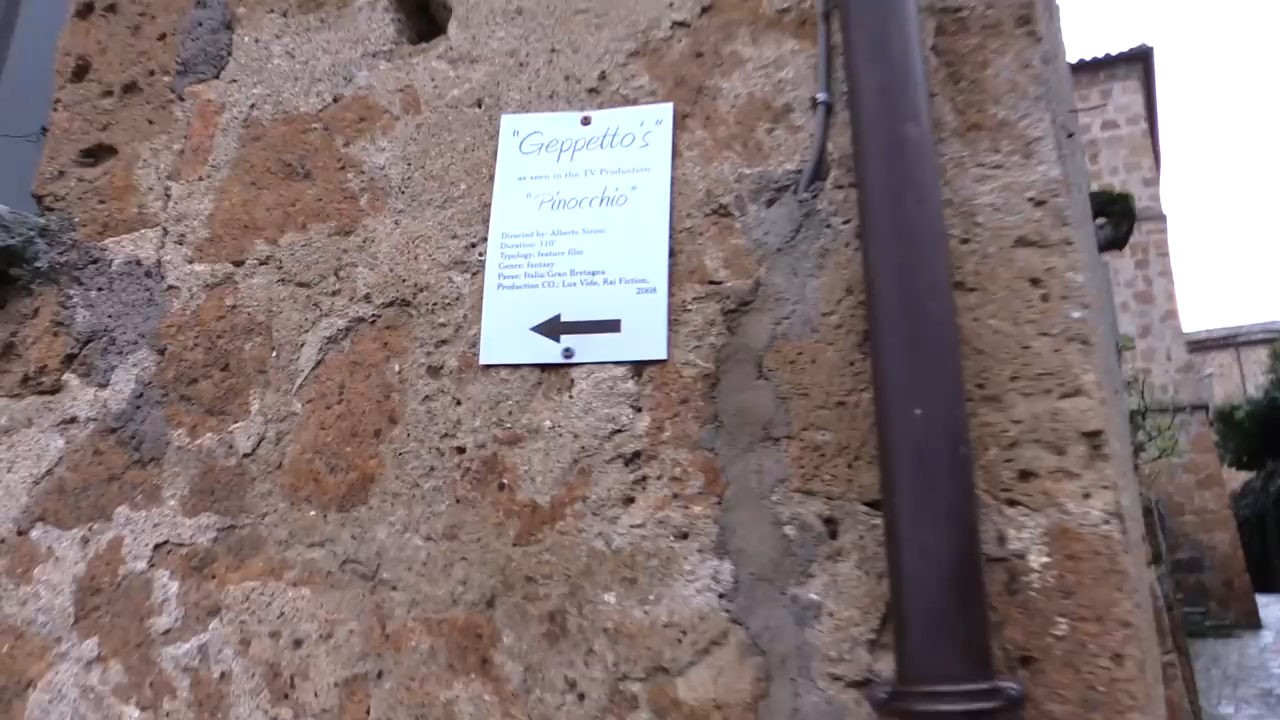 "Geppetto's"
as seen in the TV Production
"Pinocchio"
Directed by: Alberto Sironi
Duration: 110'
Typology: feature film
Genre: fantasy
Paese: Italia/Gran Bretagna
Production CO.: Lux Vide, Rai Fiction,
2008